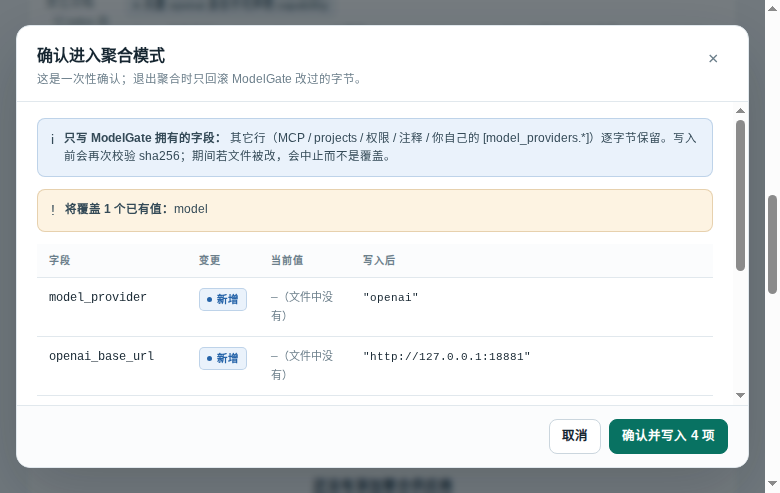 确认进入聚合模式
这是一次性确认；退出聚合时只回滚 ModelGate 改过的字节。
×
i 只写 ModelGate 拥有的字段： 其它行（MCP / projects / 权限 / 注释 / 你自己的 [model_providers.*]）逐字节保留。写入
前会再次校验 sha256；期间若文件被改，会中止而不是覆盖。
! 将覆盖 1 个已有值：model
字段 变更 当前值 写入后
model_provider 新增 —（文件中没有） "openai"
openai_base_url 新增 —（文件中没有） "http://127.0.0.1:18881"
取消 确认并写入 4 项